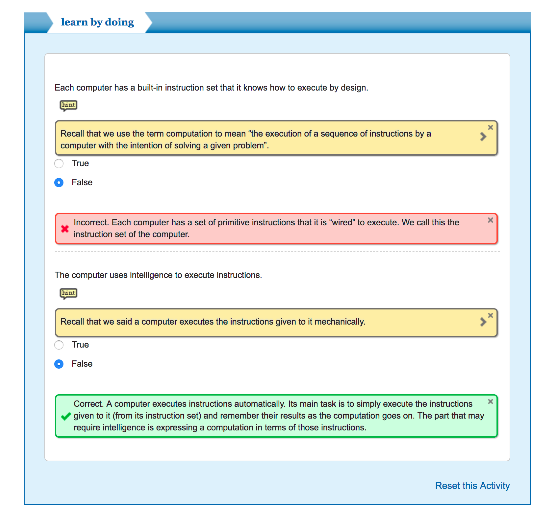 learn by doing
Each computer has a built-in instruction set that it knows how to execute by design.
hint
Recall that we use the term computation to mean "the execution of a sequence of instructions by a
computer with the intention of solving a given problem".
True
False
Incorrect. Each computer has a set of primitive instructions that it is "wired" to execute. We call this the
instruction set of the computer.
The computer uses intelligence to execute instructions.
hint
Recall that we said a computer executes the instructions given to it mechanically.
True
False
Correct. A computer executes instructions automatically. Its main task is to simply execute the instructions
given to it (from its instruction set) and remember their results as the computation goes on. The part that may
require intelligence is expressing a computation in terms of those instructions.
Reset this Activity